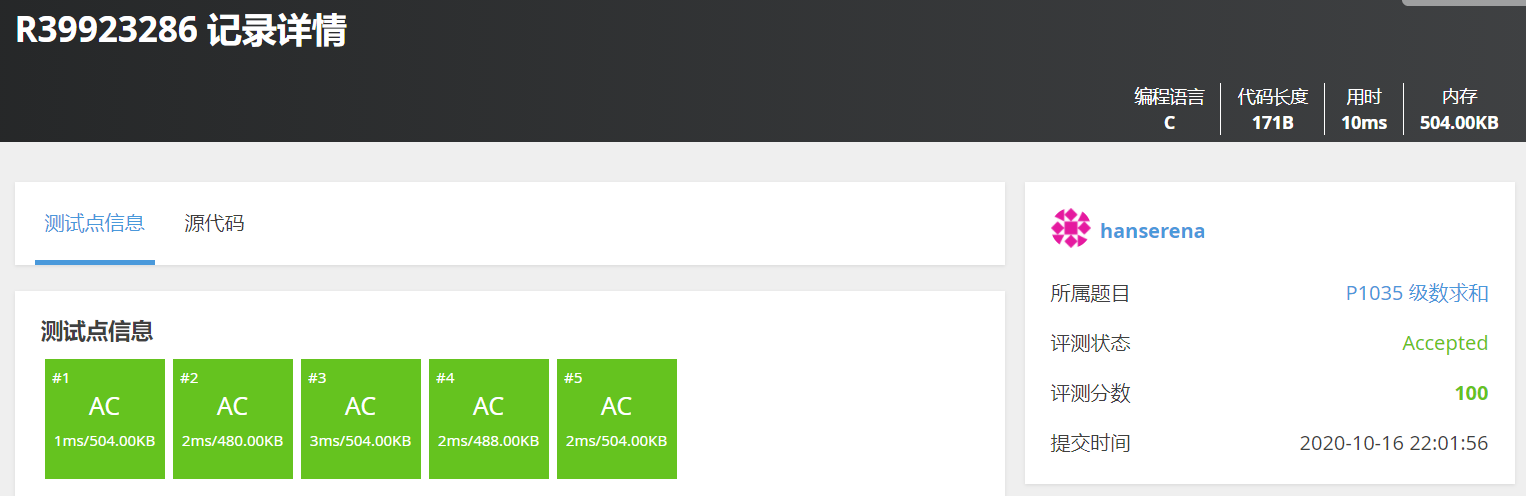 R39923286 记录详情
编程语言 代码长度 用时 内存
C 171B 10ms 504.00KB
测试点信息 源代码
测试点信息
#1 #2 #3 #4 #5
AC AC AC AC AC
1ms/504.00KB 2ms/480.00KB 3ms/504.00KB 2ms/488.00KB 2ms/504.00KB
hanserena
所属题目 P1035 级数求和
评测状态 Accepted
评测分数 100
提交时间 2020-10-16 22:01:56